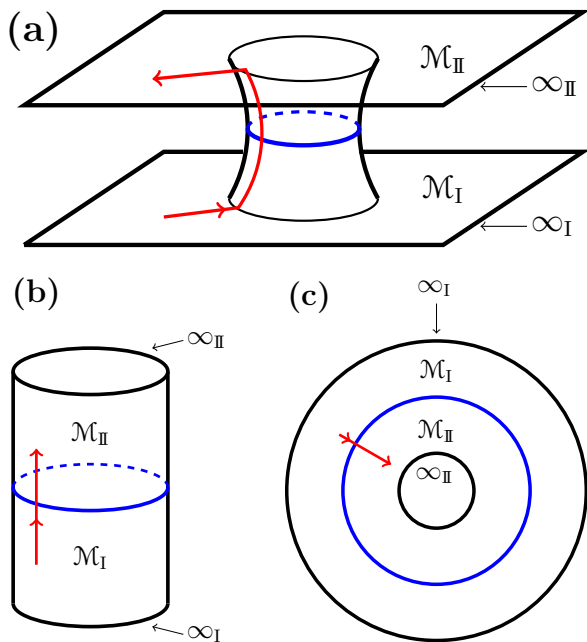 (a)
ℳ_Ⅱ
∞_Ⅱ
ℳ_Ⅰ
∞_Ⅰ
(b)
∞_Ⅱ
ℳ_Ⅱ
ℳ_Ⅰ
∞_Ⅰ
(c)
∞_Ⅰ
ℳ_Ⅰ
ℳ_Ⅱ
∞_Ⅱ